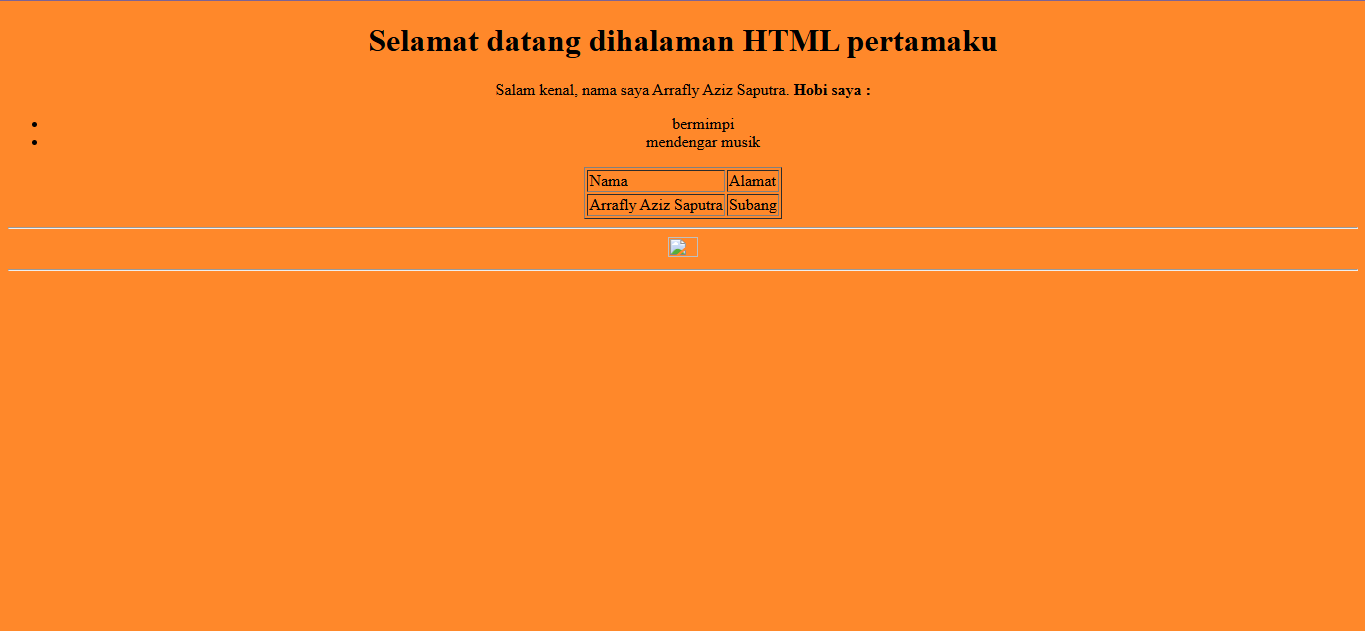 Selamat datang dihalaman HTML pertamaku
Salam kenal, nama saya Arrafly Aziz Saputra. Hobi saya :
bermimpi
mendengar musik
Nama Alamat
Arrafly Aziz Saputra Subang